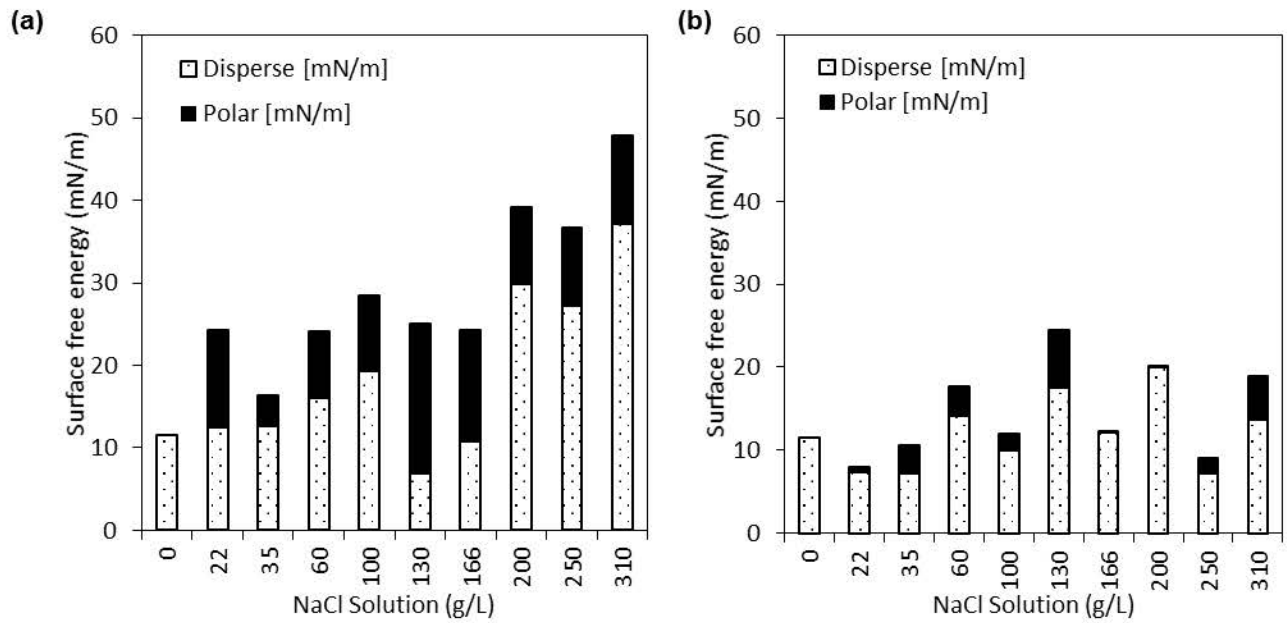 (a)
60
50
40
30
20
10
0
Surface free energy (mN/m)
Disperse [mN/m]
Polar [mN/m]
0 22 35 60 100 130 166 200 250 310
NaCl Solution (g/L)
(b)
60
50
40
30
20
10
0
Surface free energy (mN/m)
Disperse [mN/m]
Polar [mN/m]
0 22 35 60 100 130 166 200 250 310
NaCl Solution (g/L)